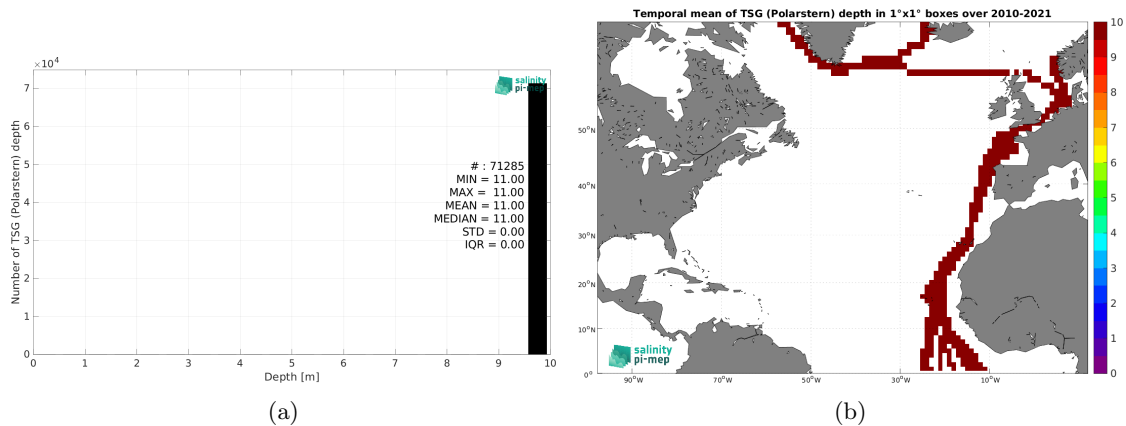 ×10⁴
7
6
5
4
3
2
1
0
Number of TSG (Polarstern) depth
salinity
pi-mep
# : 71285
MIN = 11.00
MAX = 11.00
MEAN = 11.00
MEDIAN = 11.00
STD = 0.00
IQR = 0.00
0 1 2 3 4 5 6 7 8 9 10
Depth [m]
(a)
Temporal mean of TSG (Polarstern) depth in 1°x1° boxes over 2010-2021
50°N
40°N
30°N
20°N
10°N
0°
90°W 70°W 50°W 30°W 10°W
salinity
pi-mep
10
9
8
7
6
5
4
3
2
1
0
(b)